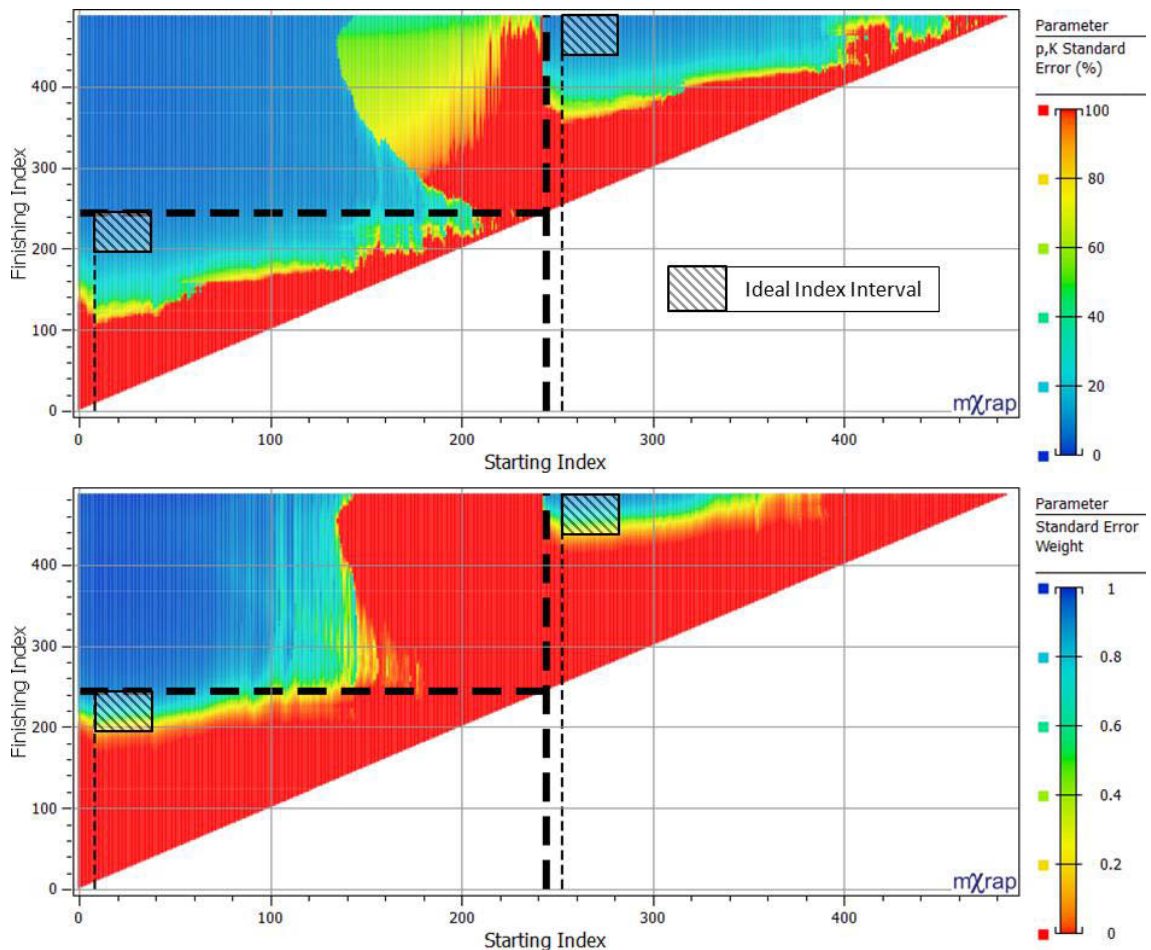 Finishing Index
400
300
200
100
0
0
100
200
300
400
Starting Index
Ideal Index Interval
mχrap
Parameter
p,K Standard
Error (%)
100
80
60
40
20
0
Finishing Index
400
300
200
100
0
0
100
200
300
400
Starting Index
mχrap
Parameter
Standard Error
Weight
1
0.8
0.6
0.4
0.2
0